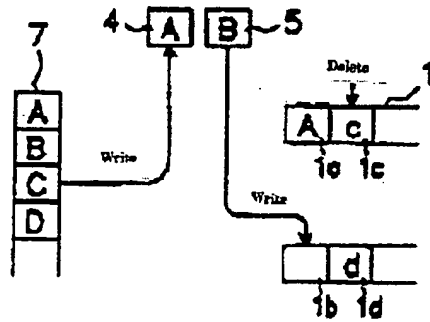 4 A B 5
7
Delete
1
A
B
C
D
Write
A c
1a 1c
Write
d
1b 1d